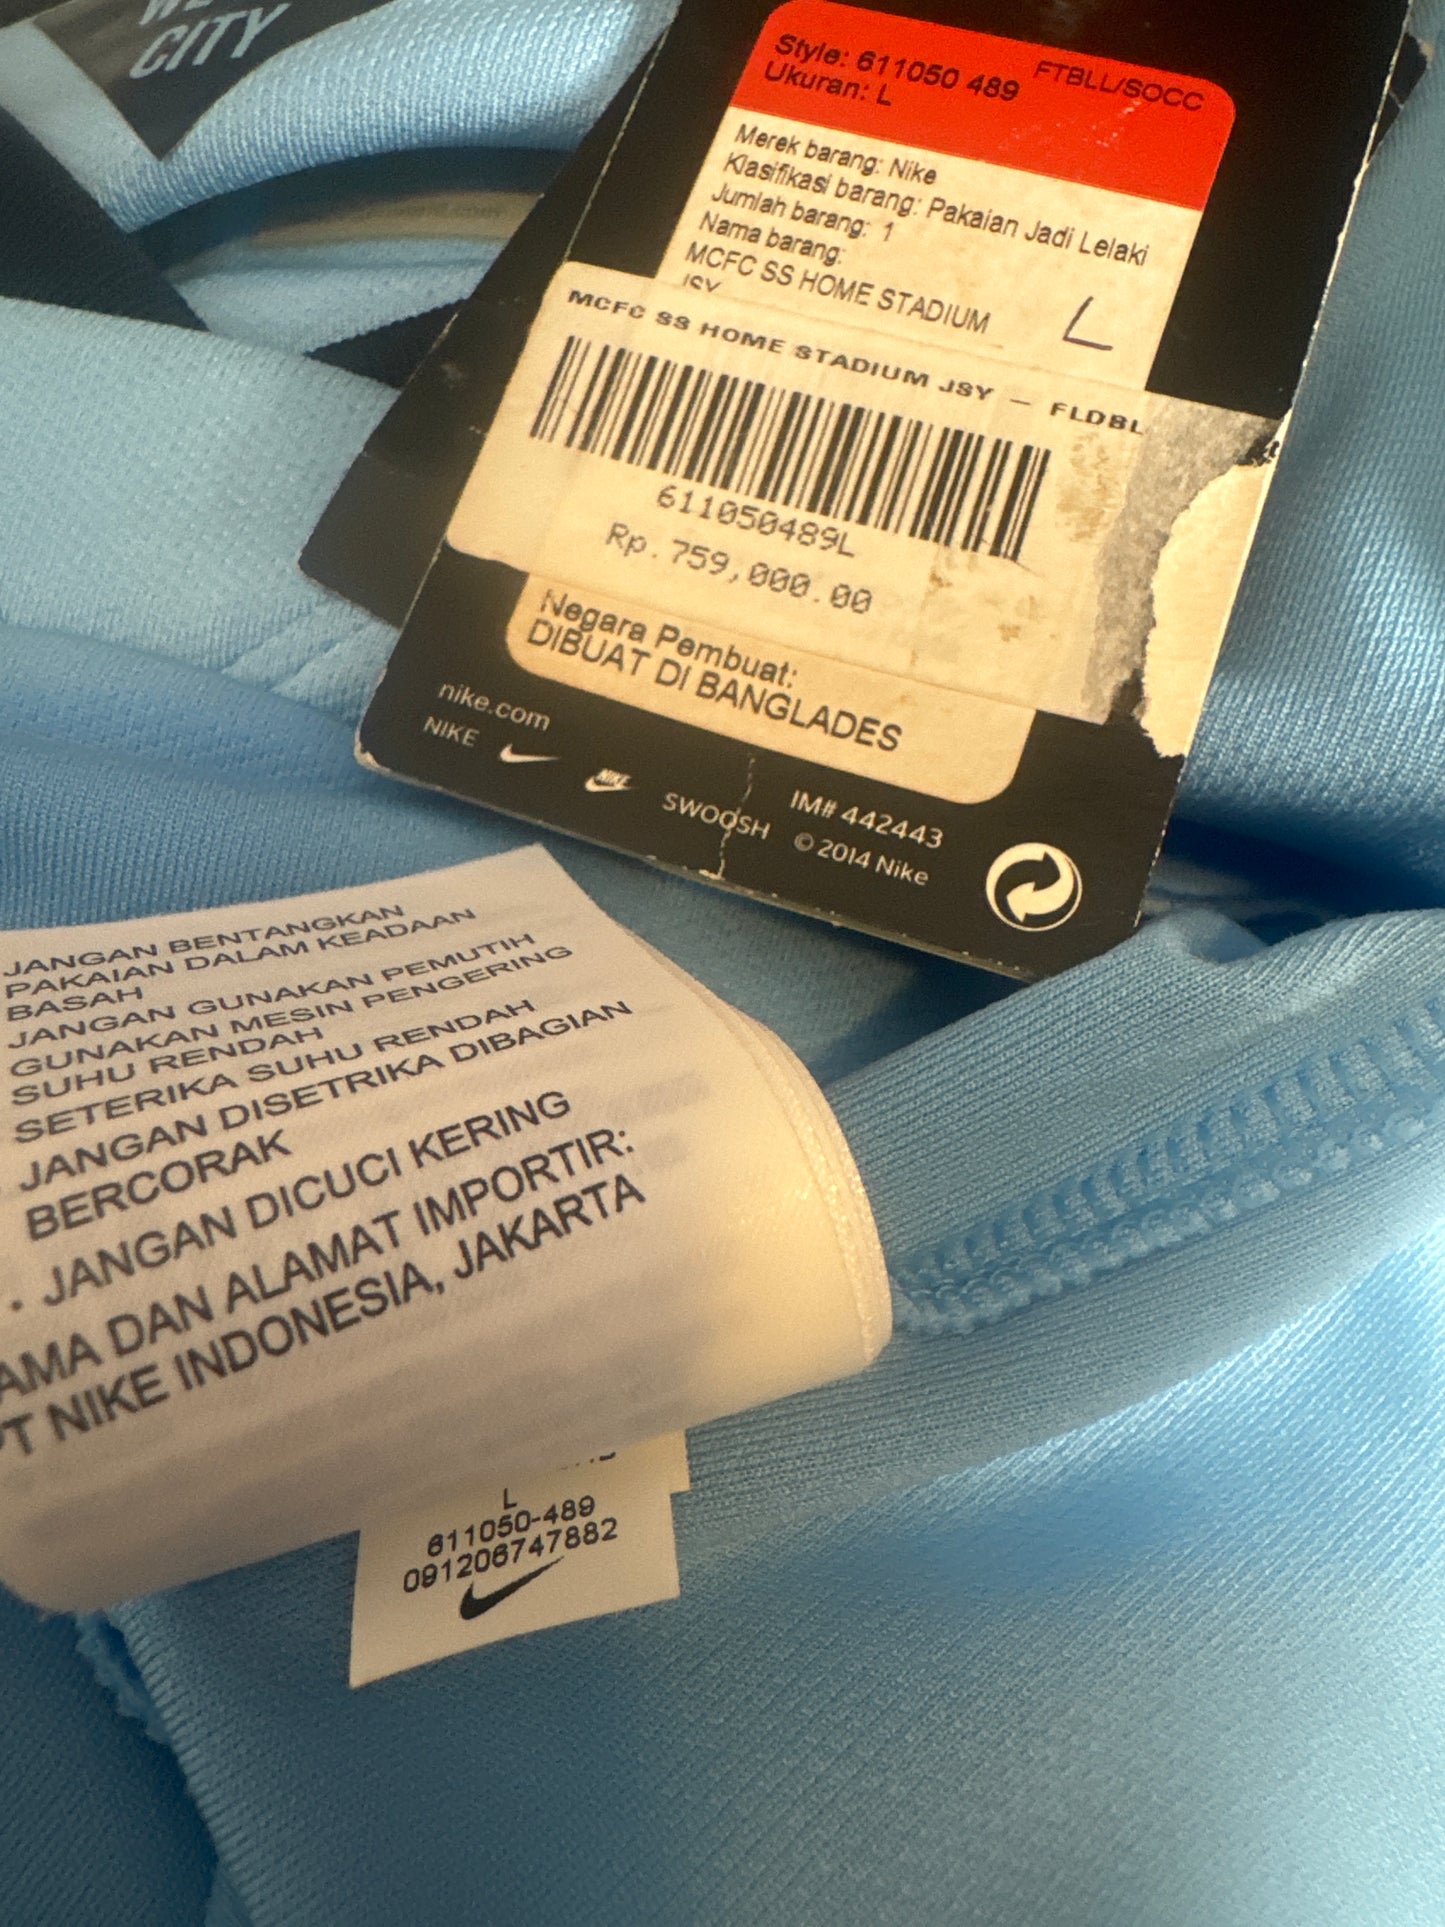 CITY
Style: 611050 489
FTBLL/SOCC
Ukuran: L
Merek barang: Nike
Klasifikasi barang: Pakaian Jadi Lelaki
Jumlah barang: 1
Nama barang:
MCFC SS HOME STADIUM
JSY
L
MCFC SS HOME STADIUM JSY — FLDBL
611050489L
Rp. 759,000.00
Negara Pembuat:
DIBUAT DI BANGLADES
nike.com
NIKE
NIKE
SWOOSH
IM# 442443
© 2014 Nike
JANGAN BENTANGKAN
PAKAIAN DALAM KEADAAN
BASAH
JANGAN GUNAKAN PEMUTIH
GUNAKAN MESIN PENGERING
SUHU RENDAH
SETERIKA SUHU RENDAH
JANGAN DISETRIKA DIBAGIAN
BERCORAK
. JANGAN DICUCI KERING
AMA DAN ALAMAT IMPORTIR:
PT NIKE INDONESIA, JAKARTA
L
611050-489
091206747882